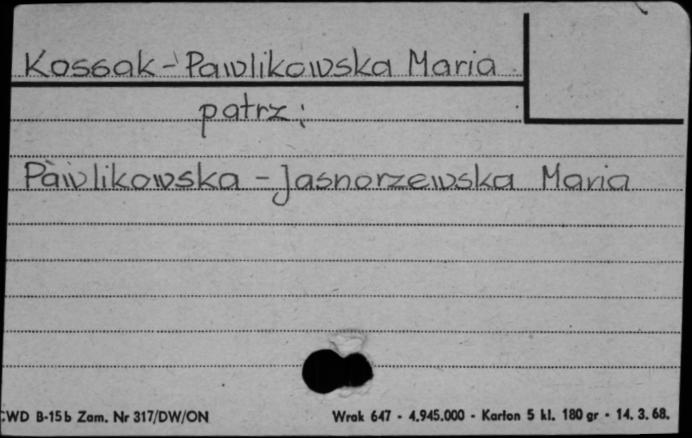 Kossak-Pawlikowska Maria
patrz:
Pawlikowska - Jasnorzewska Maria
CWD B-15b Zam. Nr 317/DW/ON Wrak 647 - 4.945.000 - Karton 5 kl. 180 gr - 14. 3. 68.